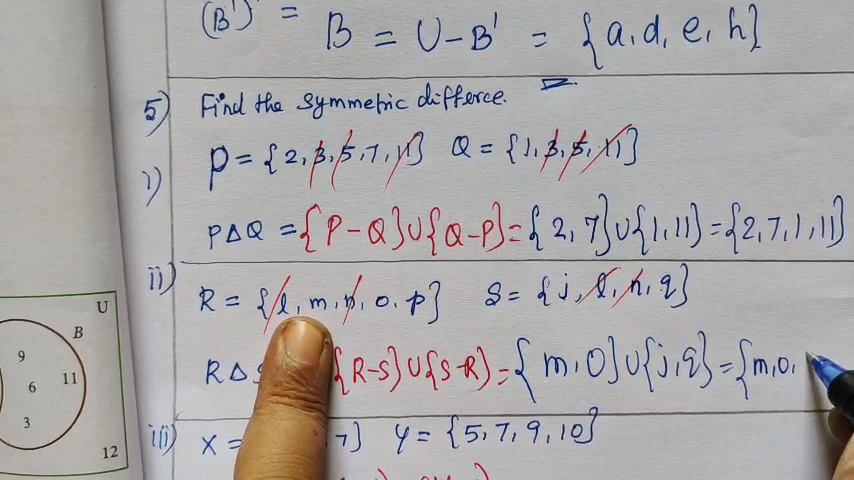 (B')' =
B = U-B' = {a, d, e, h}
5) Find the symmetric differce.
i) P = {2, 3, 5, 7, 11} Q = {1, 3, 5, 11}
P∆Q = {P-Q}∪{Q-P} = {2, 7}∪{1, 11} = {2, 7, 1, 11}
ii) R = {l, m, n, o, p} S = {j, l, n, q}
R∆ {R-S}∪{S-R} = {m, O}∪{j, q} = {m, o,
iii) X = , 7} Y = {5, 7, 9, 10}
U
B
9
6
11
3
12